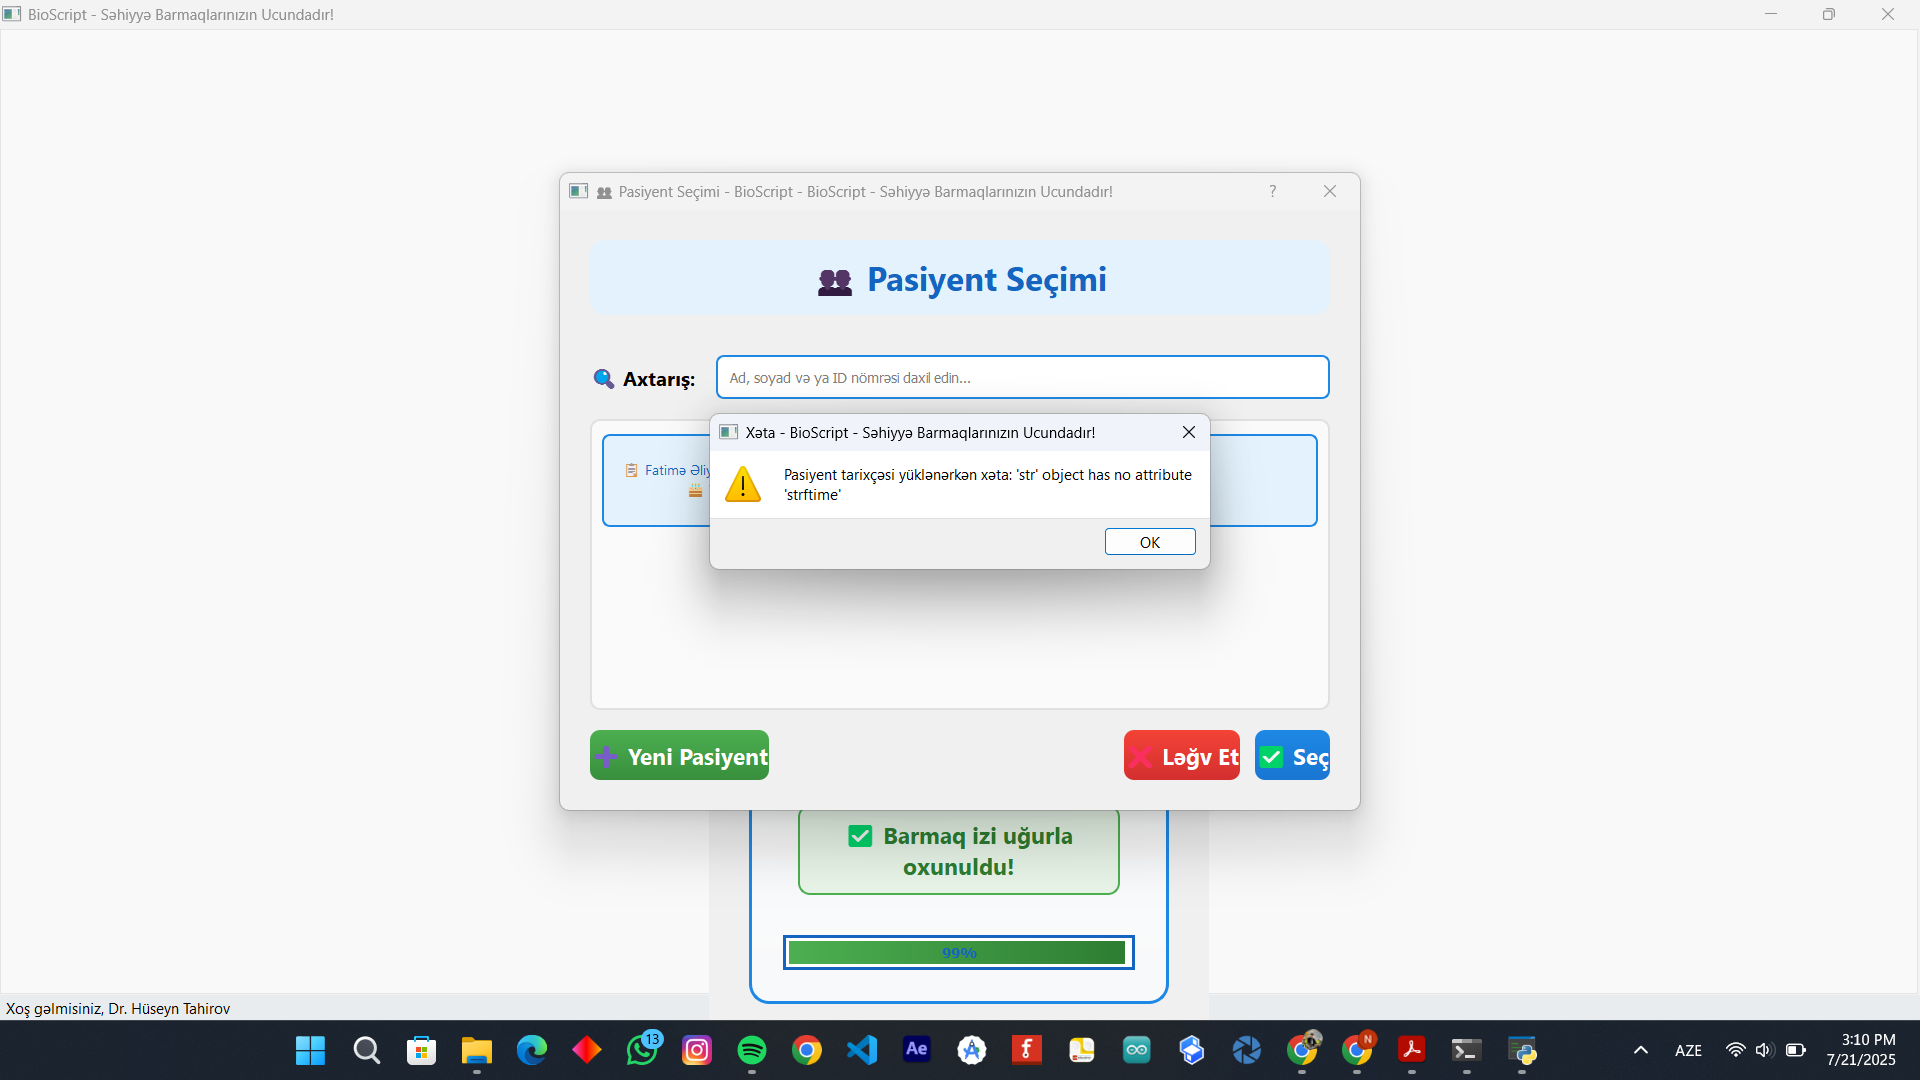 BioScript - Səhiyyə Barmaqlarınızın Ucundadır!
Pasiyent Seçimi - BioScript - BioScript - Səhiyyə Barmaqlarınızın Ucundadır!
?
Pasiyent Seçimi
Axtarış:
Ad, soyad və ya ID nömrəsi daxil edin...
Fatimə
Xəta - BioScript - Səhiyyə Barmaqlarınızın Ucundadır!
Pasiyent tarixçəsi yüklənərkən xəta: 'str' object has no attribute
'strftime'
OK
Yeni Pasiyent
Ləğv Et
Seç
Barmaq izi uğurla
oxunuldu!
99%
Xoş gəlmisiniz, Dr. Hüseyn Tahirov
13
Ae
N
AZE
3:10 PM
7/21/2025